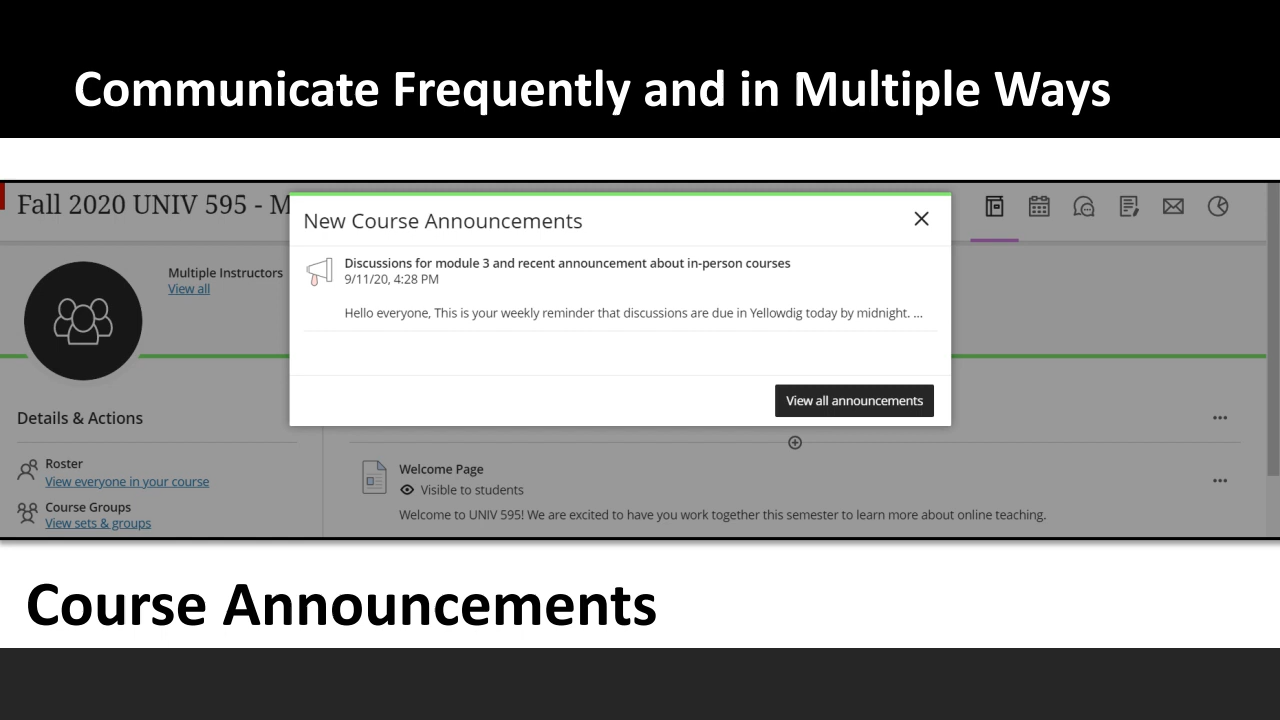 Communicate Frequently and in Multiple Ways
Fall 2020 UNIV 595 - M
New Course Announcements
Discussions for module 3 and recent announcement about in-person courses
9/11/20, 4:28 PM
Hello everyone, This is your weekly reminder that discussions are due in Yellowdig today by midnight. ...
View all announcements
Multiple Instructors
View all
Details & Actions
Roster
View everyone in your course
Course Groups
View sets & groups
Welcome Page
Visible to students
Welcome to UNIV 595! We are excited to have you work together this semester to learn more about online teaching.
Course Announcements